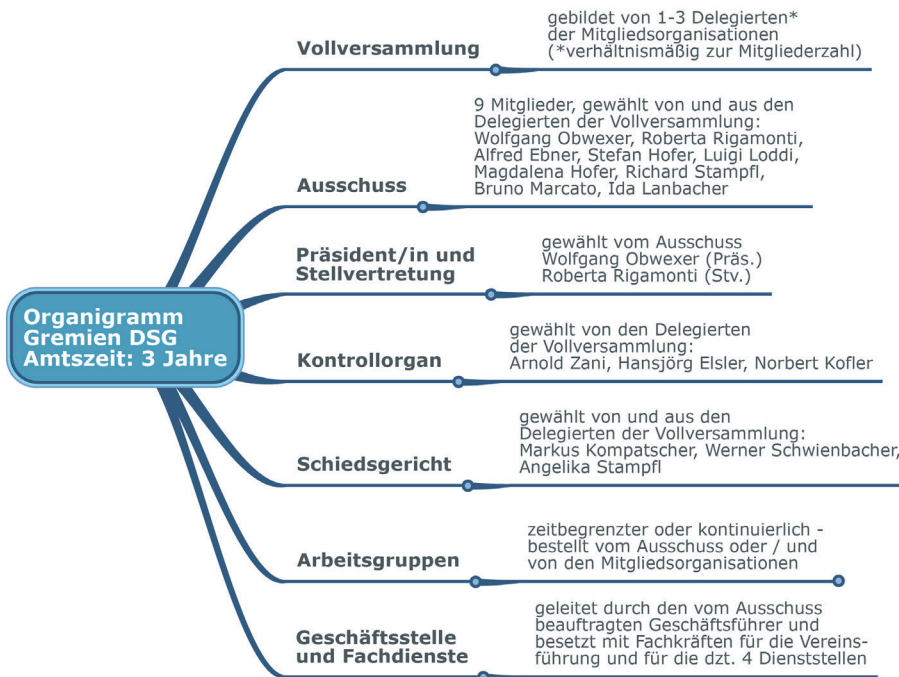 Organigramm
Gremien DSG
Amtszeit: 3 Jahre
Vollversammlung
gebildet von 1-3 Delegierten*
der Mitgliedsorganisationen
(*verhältnismäßig zur Mitgliederzahl)
Ausschuss
9 Mitglieder, gewählt von und aus den
Delegierten der Vollversammlung:
Wolfgang Obwexer, Roberta Rigamonti,
Alfred Ebner, Stefan Hofer, Luigi Loddi,
Magdalena Hofer, Richard Stampfl,
Bruno Marcato, Ida Lanbacher
Präsident/in und
Stellvertretung
gewählt vom Ausschuss
Wolfgang Obwexer (Präs.)
Roberta Rigamonti (Stv.)
Kontrollorgan
gewählt von den Delegierten
der Vollversammlung:
Arnold Zani, Hansjörg Elsler, Norbert Kofler
Schiedsgericht
gewählt von und aus den
Delegierten der Vollversammlung:
Markus Kompatscher, Werner Schwienbacher,
Angelika Stampfl
Arbeitsgruppen
zeitbegrenzter oder kontinuierlich -
bestellt vom Ausschuss oder / und
von den Mitgliedsorganisationen
Geschäftsstelle
und Fachdienste
geleitet durch den vom Ausschuss
beauftragten Geschäftsführer und
besetzt mit Fachkräften für die Vereins-
führung und für die dzt. 4 Dienststellen